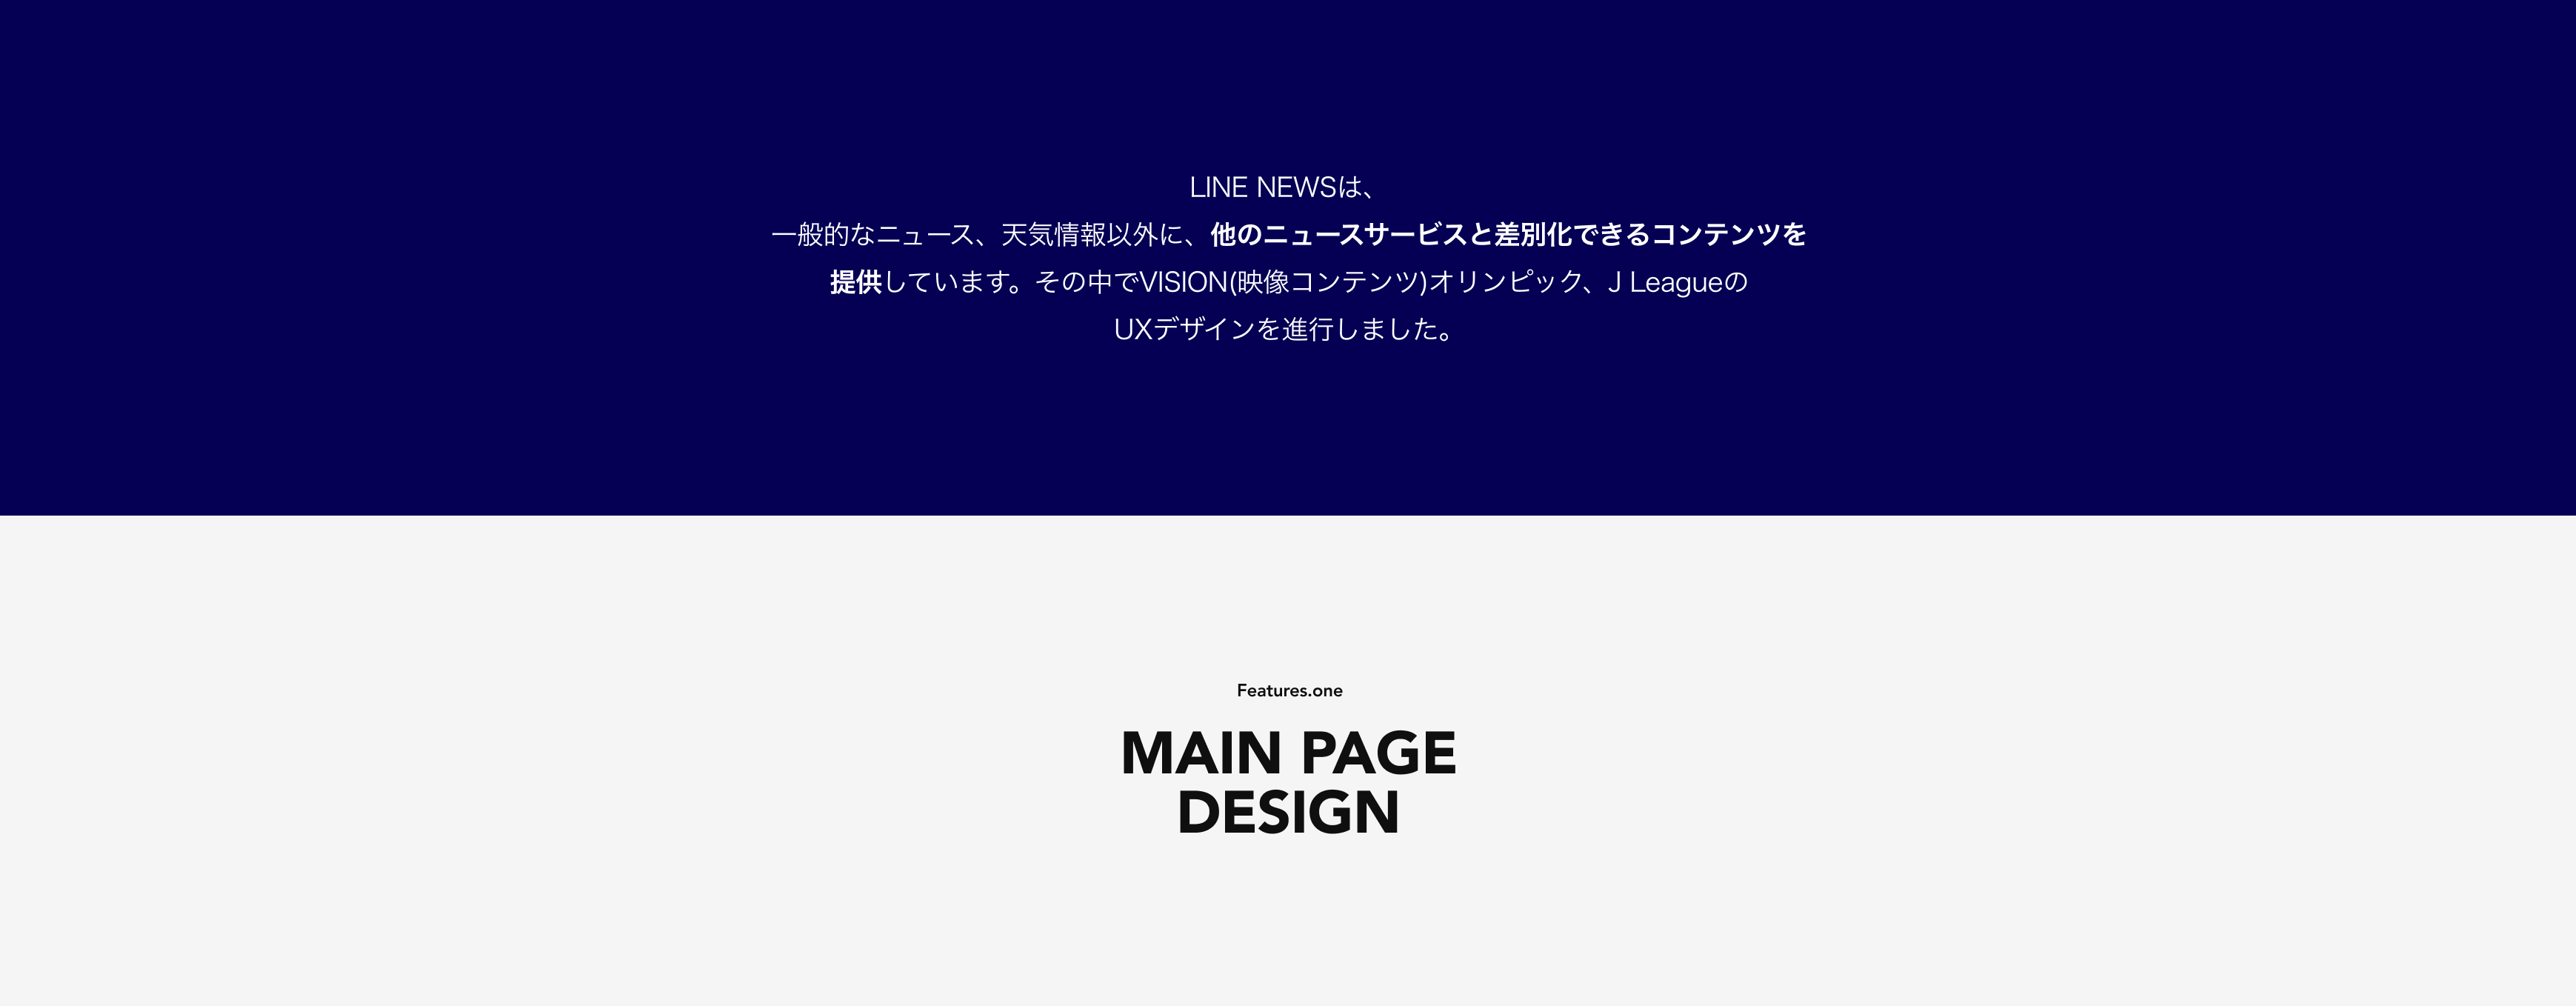 LINE NEWSは、
一般的なニュース、天気情報以外に、他のニュースサービスと差別化できるコンテンツを
提供しています。その中でVISION(映像コンテンツ)オリンピック、J Leagueの
UXデザインを進行しました。
Features.one
MAIN PAGE
DESIGN